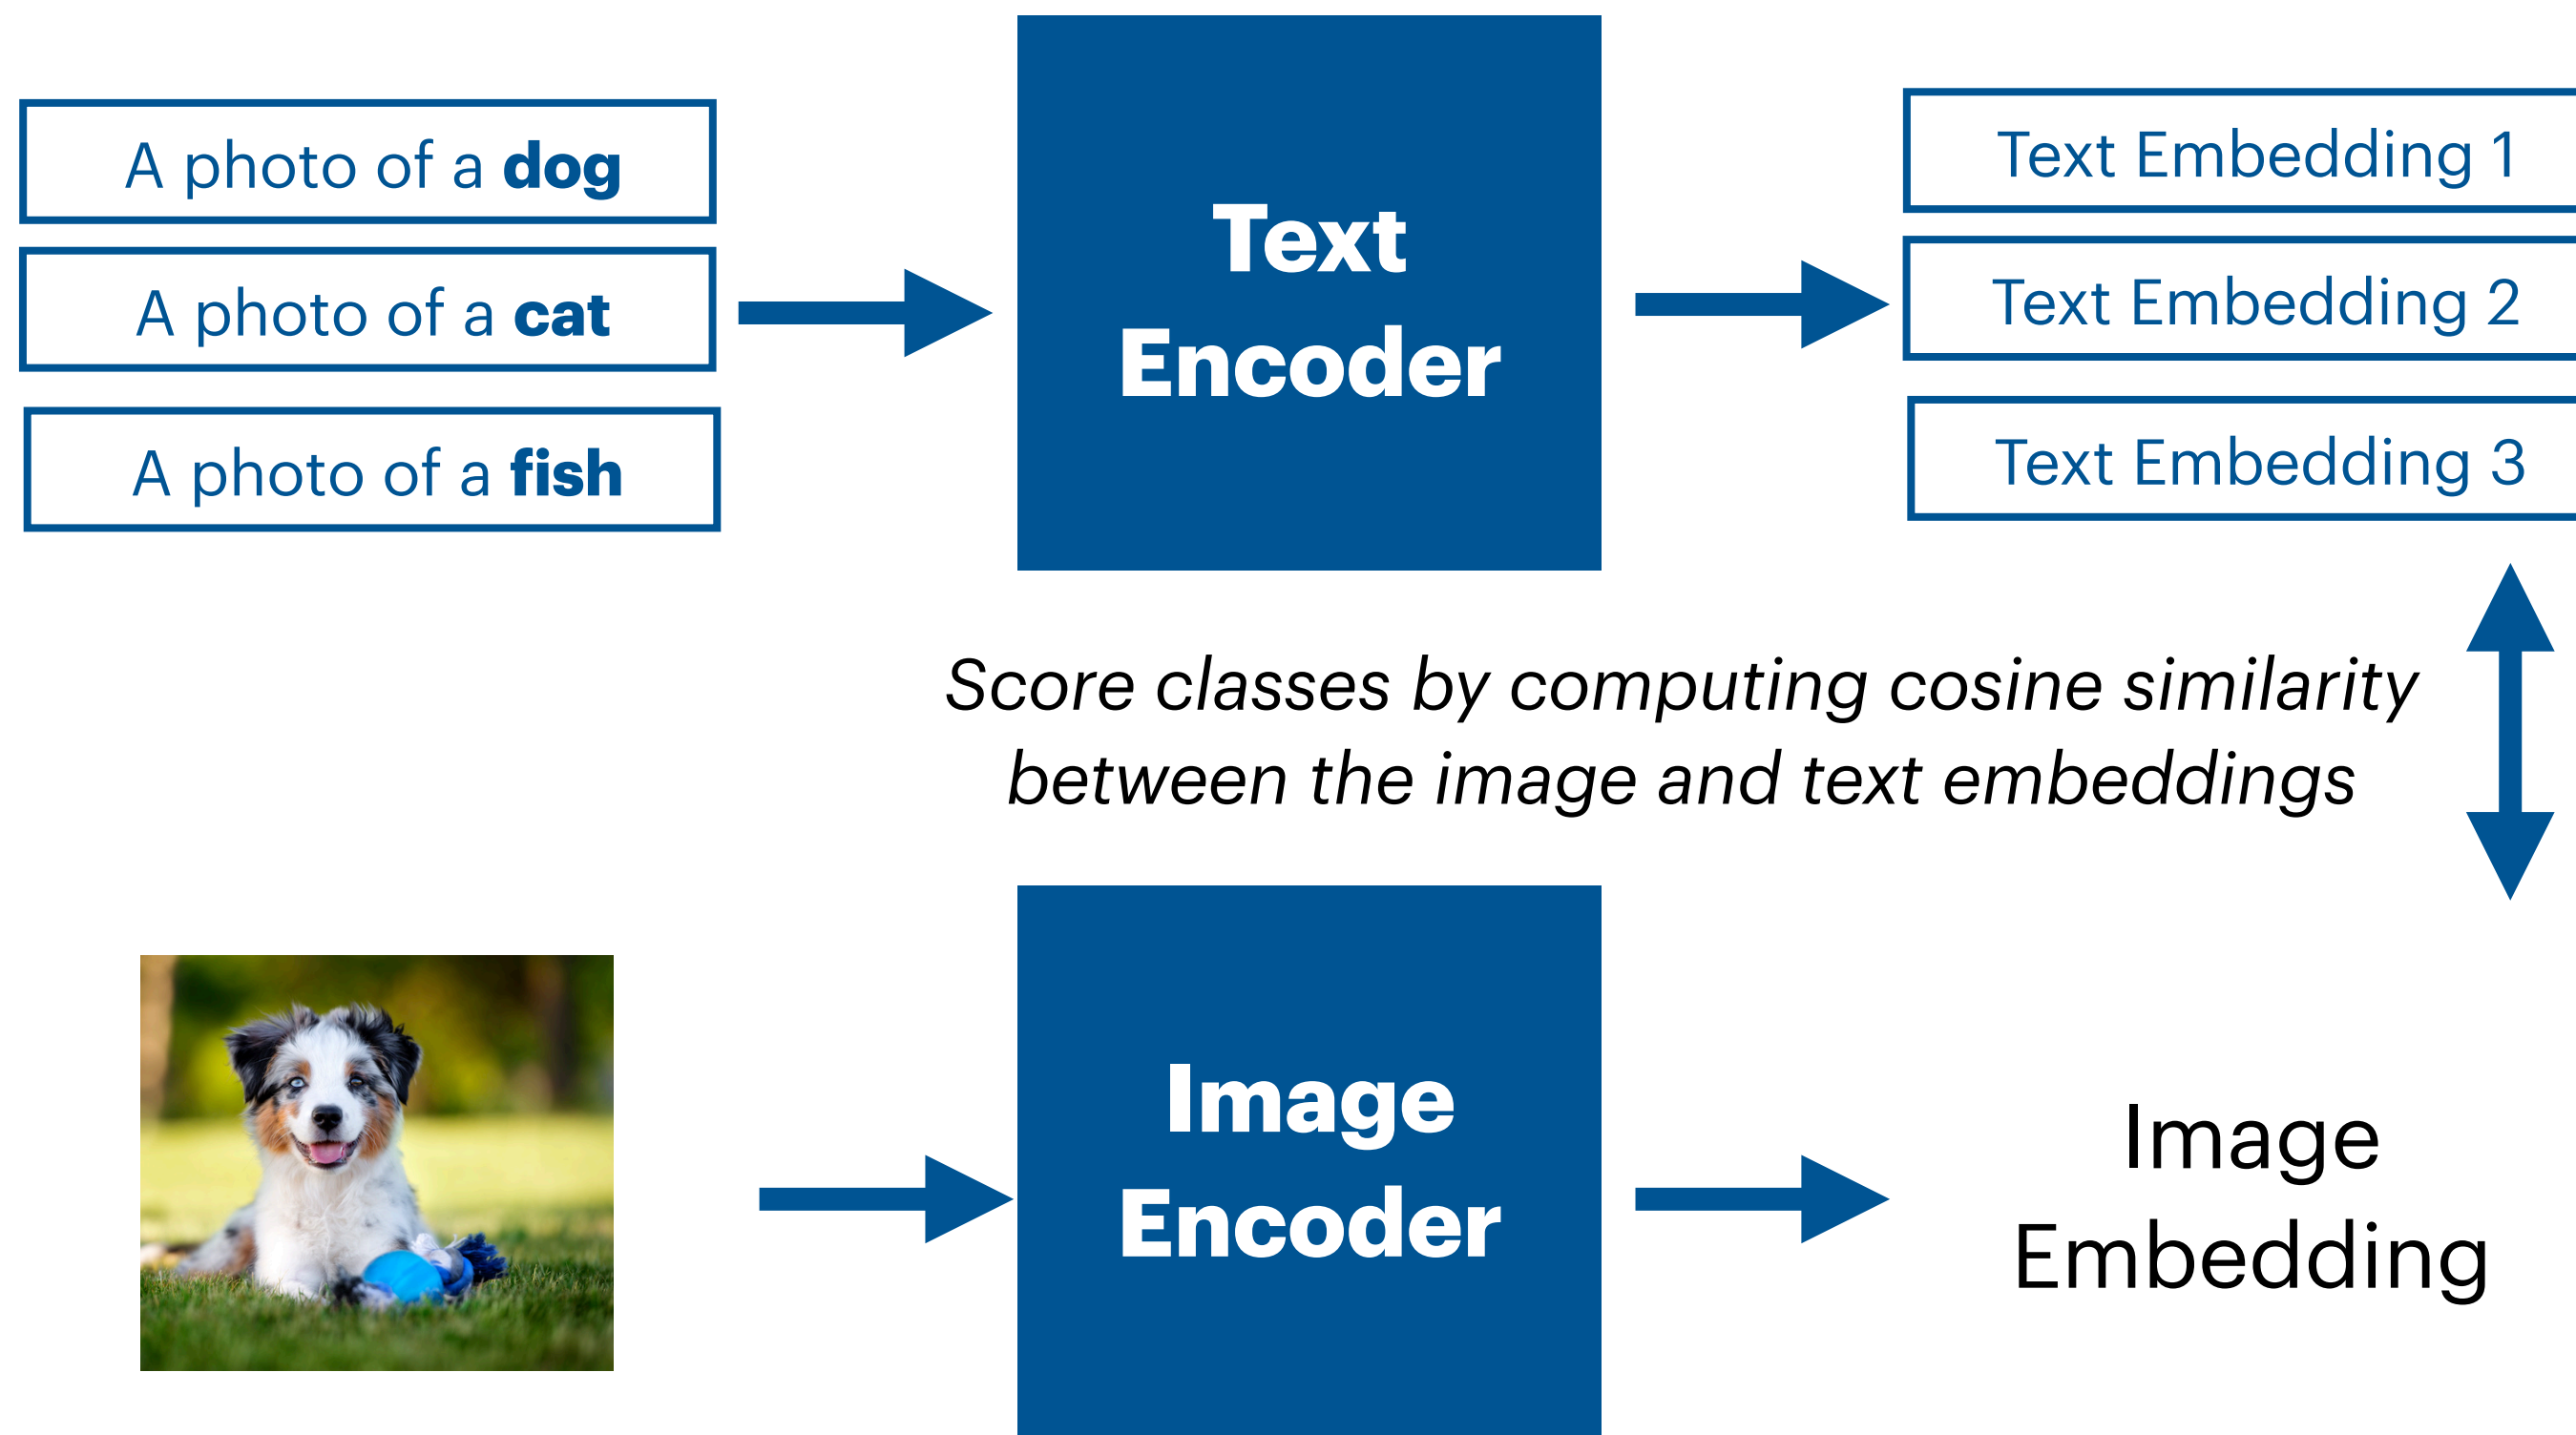 A photo of a dog
A photo of a cat
A photo of a fish
Text
Encoder
Text Embedding 1
Text Embedding 2
Text Embedding 3
Score classes by computing cosine similarity
between the image and text embeddings
Image
Encoder
Image
Embedding